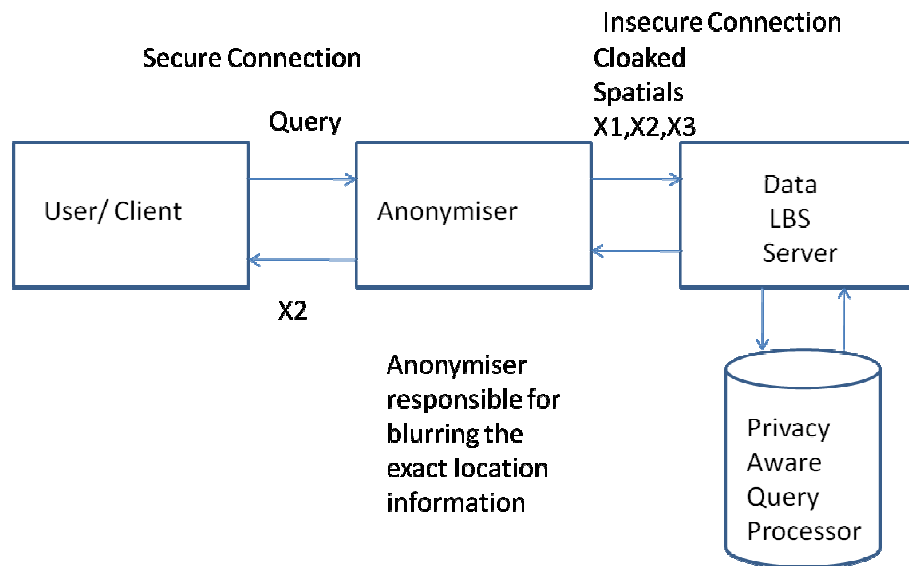 Insecure Connection
Secure Connection
Cloaked
Spatials
X1,X2,X3
Query
User/ Client
Anonymiser
Data
LBS
Server
X2
Anonymiser
responsible for
blurring the
exact location
information
Privacy
Aware
Query
Processor